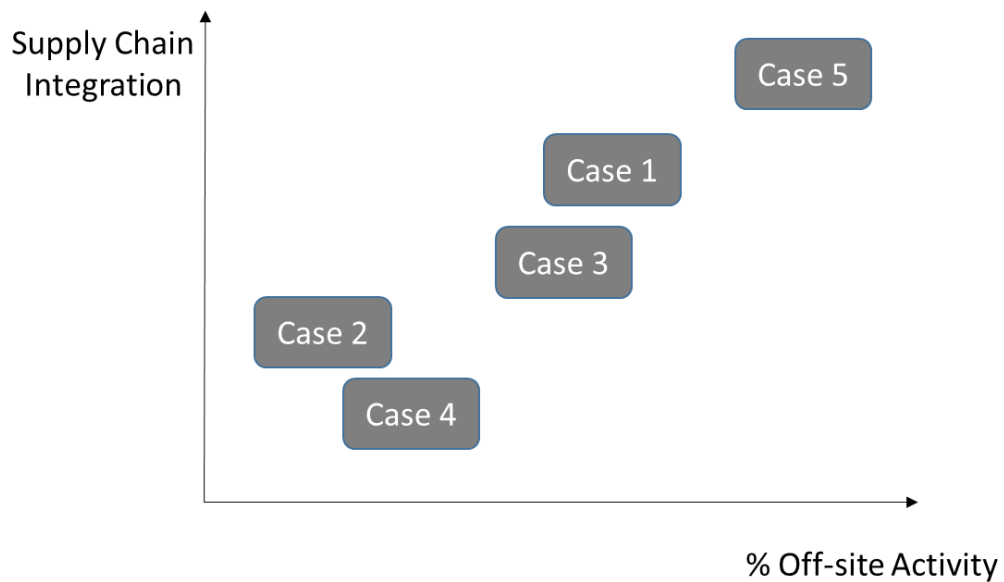 Supply Chain
Integration
Case 5
Case 1
Case 3
Case 2
Case 4
% Off-site Activity